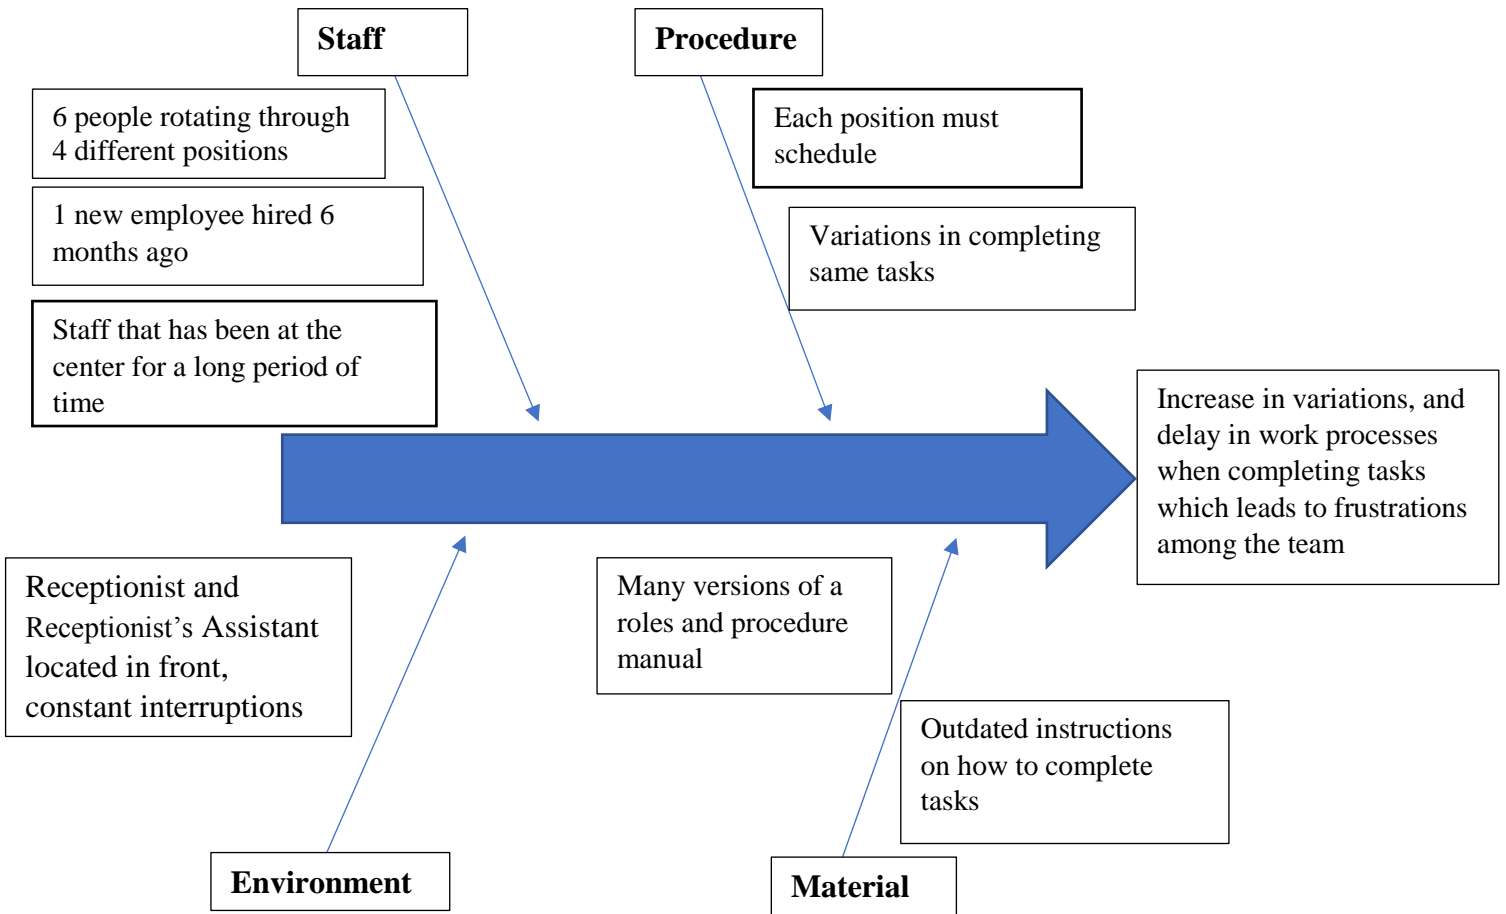 Staff
Procedure
6 people rotating through
4 different positions
Each position must
schedule
1 new employee hired 6
months ago
Variations in completing
same tasks
Staff that has been at the
center for a long period of
time
Increase in variations, and
delay in work processes
when completing tasks
which leads to frustrations
among the team
Receptionist and
Receptionist’s Assistant
located in front,
constant interruptions
Many versions of a
roles and procedure
manual
Outdated instructions
on how to complete
tasks
Environment
Material